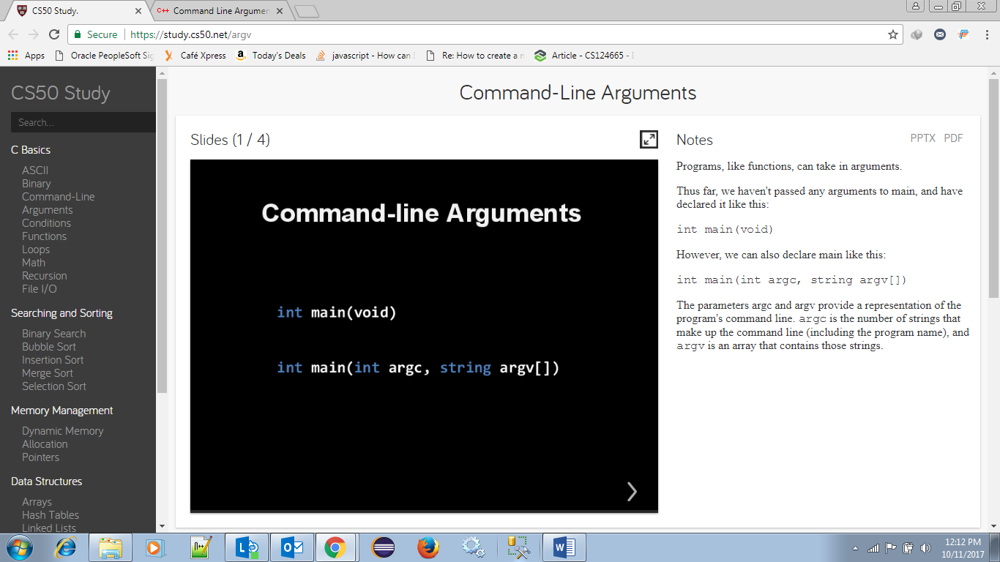 CS50 Study.
C++ Command Line Argumen
Secure https://study.cs50.net/argv
Apps Oracle PeopleSoft Sig Café Xpress Today's Deals javascript - How can I Re: How to create a n Article - CS124665 -
CS50 Study
Search...
C Basics
ASCII
Binary
Command-Line
Arguments
Conditions
Functions
Loops
Math
Recursion
File I/O
Searching and Sorting
Binary Search
Bubble Sort
Insertion Sort
Merge Sort
Selection Sort
Memory Management
Dynamic Memory
Allocation
Pointers
Data Structures
Arrays
Hash Tables
Linked Lists
Command-Line Arguments
Slides (1 / 4)
Command-line Arguments
int main(void)
int main(int argc, string argv[])
Notes PPTX PDF
Programs, like functions, can take in arguments.
Thus far, we haven't passed any arguments to main, and have
declared it like this:
int main(void)
However, we can also declare main like this:
int main(int argc, string argv[])
The parameters argc and argv provide a representation of the
program's command line. argc is the number of strings that
make up the command line (including the program name), and
argv is an array that contains those strings.
12:12 PM
10/11/2017